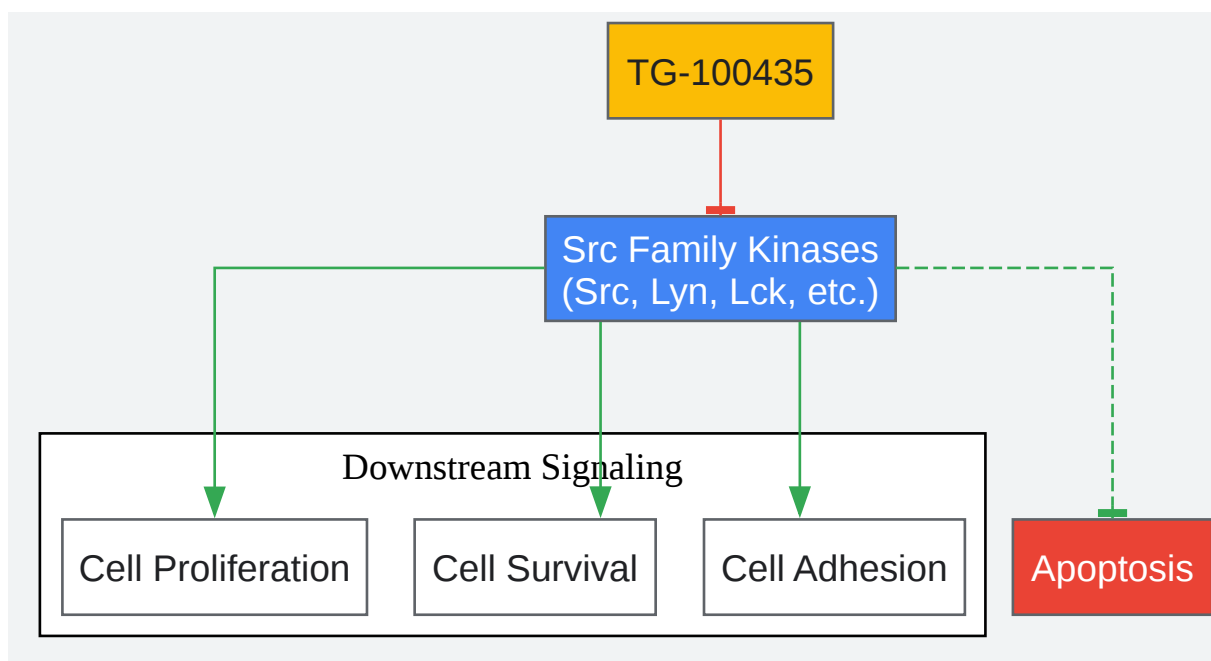 TG-100435
Src Family Kinases
(Src, Lyn, Lck, etc.)
Downstream Signaling
Cell Proliferation
Cell Survival
Cell Adhesion
Apoptosis